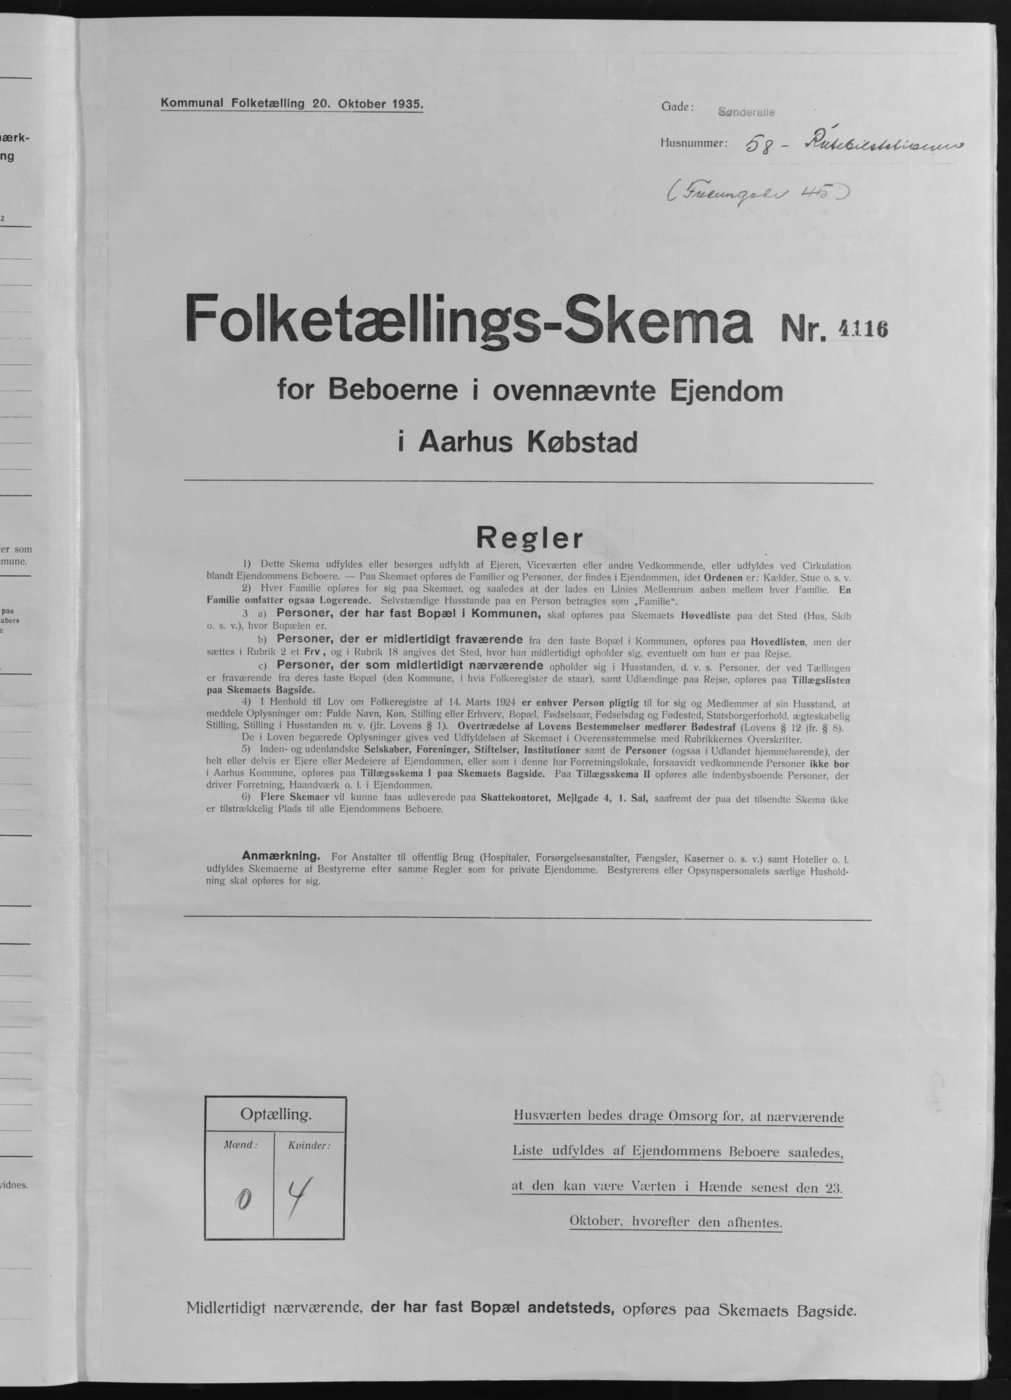 ærk-
ng
2
er som
mune.
paa
abers
e
vidnes.
Kommunal Folketælling 20. Oktober 1935.
Gade: Sønderalle
Husnummer: 58 - Rutebilstationen
(Fredensgade 45)
Folketællings-Skema Nr. 4116
for Beboerne i ovennævnte Ejendom
i Aarhus Købstad
Regler
1) Dette Skema udfyldes eller besørges udfyldt af Ejeren, Viceværten eller andre Vedkommende, eller udfyldes ved Cirkulation
blandt Ejendommens Beboere. — Paa Skemaet opføres de Familier og Personer, der findes i Ejendommen, idet Ordenen er: Kælder, Stue o. s. v.
2) Hver Familie opføres for sig paa Skemaet, og saaledes at der lades en Linies Mellemrum aaben mellem hver Familie. En
Familie omfatter ogsaa Logerende. Selvstændige Husstande paa en Person betragtes som „Familie“.
3 a) Personer, der har fast Bopæl i Kommunen, skal opføres paa Skemaets Hovedliste paa det Sted (Hus, Skib
o. s. v.), hvor Bopælen er.
b) Personer, der er midlertidigt fraværende fra den faste Bopæl i Kommunen, opføres paa Hovedlisten, men der
sættes i Rubrik 2 et Frv, og i Rubrik 18 angives det Sted, hvor han midlertidigt opholder sig, eventuelt om han er paa Rejse.
c) Personer, der som midlertidigt nærværende opholder sig i Husstanden, d. v. s. Personer, der ved Tællingen
er fraværende fra deres faste Bopæl (den Kommune, i hvis Folkeregister de staar), samt Udlændinge paa Rejse, opføres paa Tillægslisten
paa Skemaets Bagside.
4) I Henhold til Lov om Folkeregistre af 14. Marts 1924 er enhver Person pligtig til for sig og Medlemmer af sin Husstand, at
meddele Oplysninger om: Fulde Navn, Køn, Stilling eller Erhverv, Bopæl, Fødselsaar, Fødselsdag og Fødested, Statsborgerforhold, ægteskabelig
Stilling, Stilling i Husstanden m. v. (jfr. Lovens § 1). Overtrædelse af Lovens Bestemmelser medfører Bødestraf (Lovens § 12 jfr. § 8).
De i Loven begærede Oplysninger gives ved Udfyldelsen af Skemaet i Overensstemmelse med Rubrikkernes Overskrifter.
5) Inden- og udenlandske Selskaber, Foreninger, Stiftelser, Institutioner samt de Personer (ogsaa i Udlandet hjemmehørende), der
helt eller delvis er Ejere eller Medejere af Ejendommen, eller som i denne har Forretningslokale, forsaavidt vedkommende Personer ikke bor
i Aarhus Kommune, opføres paa Tillægsskema I paa Skemaets Bagside. Paa Tillægsskema II opføres alle indenbysboende Personer, der
driver Forretning, Haandværk o. l. i Ejendommen.
6) Flere Skemaer vil kunne faas udleverede paa Skattekontoret, Mejlgade 4, 1. Sal, saafremt der paa det tilsendte Skema ikke
er tilstrækkelig Plads til alle Ejendommens Beboere.
Anmærkning. For Anstalter til offentlig Brug (Hospitaler, Forsørgelsesanstalter, Fængsler, Kaserner o. s. v.) samt Hoteller o. l.
udfyldes Skemaerne af Bestyrerne efter samme Regler som for private Ejendomme. Bestyrerens eller Opsynspersonalets særlige Hushold-
ning skal opføres for sig.
Optælling.
Mænd: Kvinder:
0 4
Husværten bedes drage Omsorg for, at nærværende
Liste udfyldes af Ejendommens Beboere saaledes,
at den kan være Værten i Hænde senest den 23.
Oktober, hvorefter den afhentes.
Midlertidigt nærværende, der har fast Bopæl andetsteds, opføres paa Skemaets Bagside.